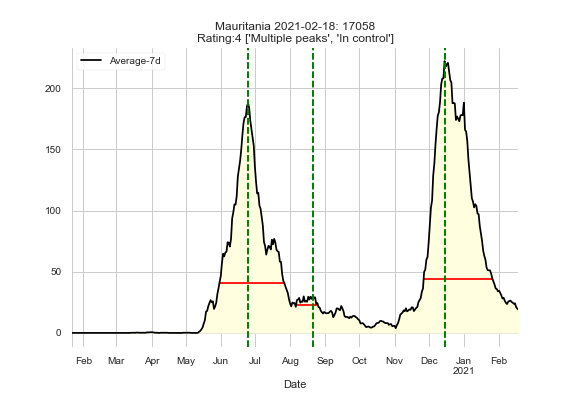 Mauritania 2021-02-18: 17058
Rating:4 ['Multiple peaks', 'In control']
Average-7d
200
150
100
50
0
Feb Mar Apr May Jun Jul Aug Sep Oct Nov Dec Jan Feb
2021
Date